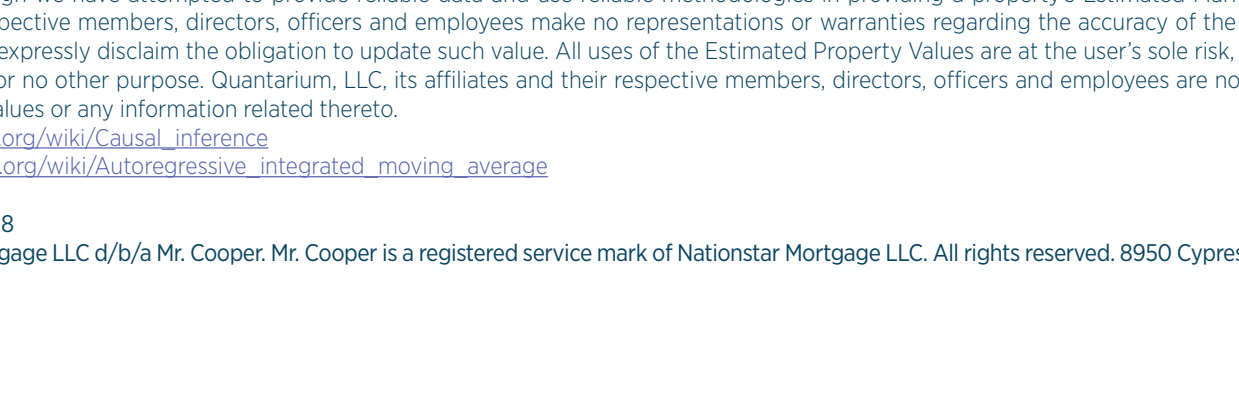 we have attempted to provide reliable data and use reliable methodologies in providing a property's Estimated
pective members, directors, officers and employees make no representations or warranties regarding the accuracy of the
expressly disclaim the obligation to update such value. All uses of the Estimated Property Values are at the user's sole risk,
or no other purpose. Quantarium, LLC, its affiliates and their respective members, directors, officers and employees are no
alues or any information related thereto.
.org/wiki/Causal_inference
.org/wiki/Autoregressive_integrated_moving_average
8
gage LLC d/b/a Mr. Cooper. Mr. Cooper is a registered service mark of Nationstar Mortgage LLC. All rights reserved. 8950 Cypres